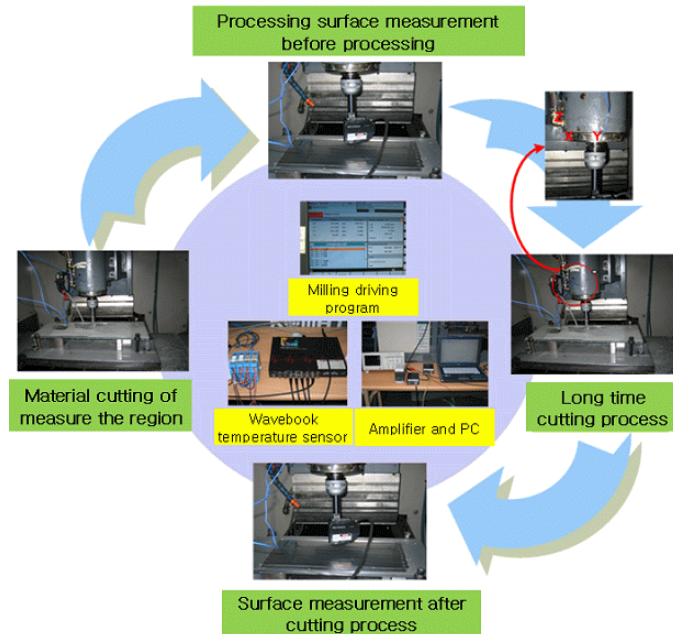 Processing surface measurement
before processing
Z
X
Y
Milling driving
program
Material cutting of
measure the region
Wavebook
temperature sensor
Amplifier and PC
Long time
cutting process
Surface measurement after
cutting process